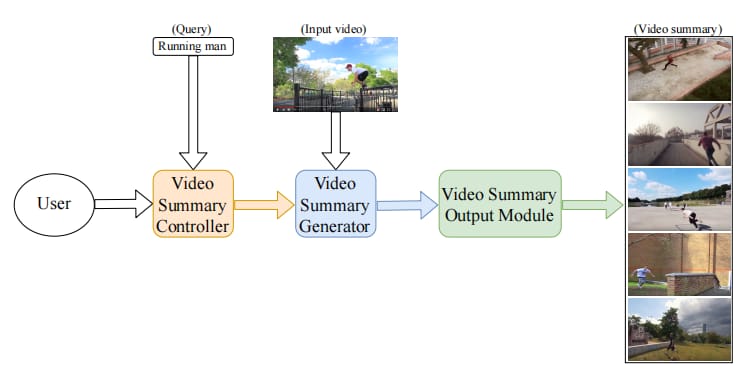 (Query)
Running man
(Input video)
(Video summary)
User
Video
Summary
Controller
Video
Summary
Generator
Video Summary
Output Module